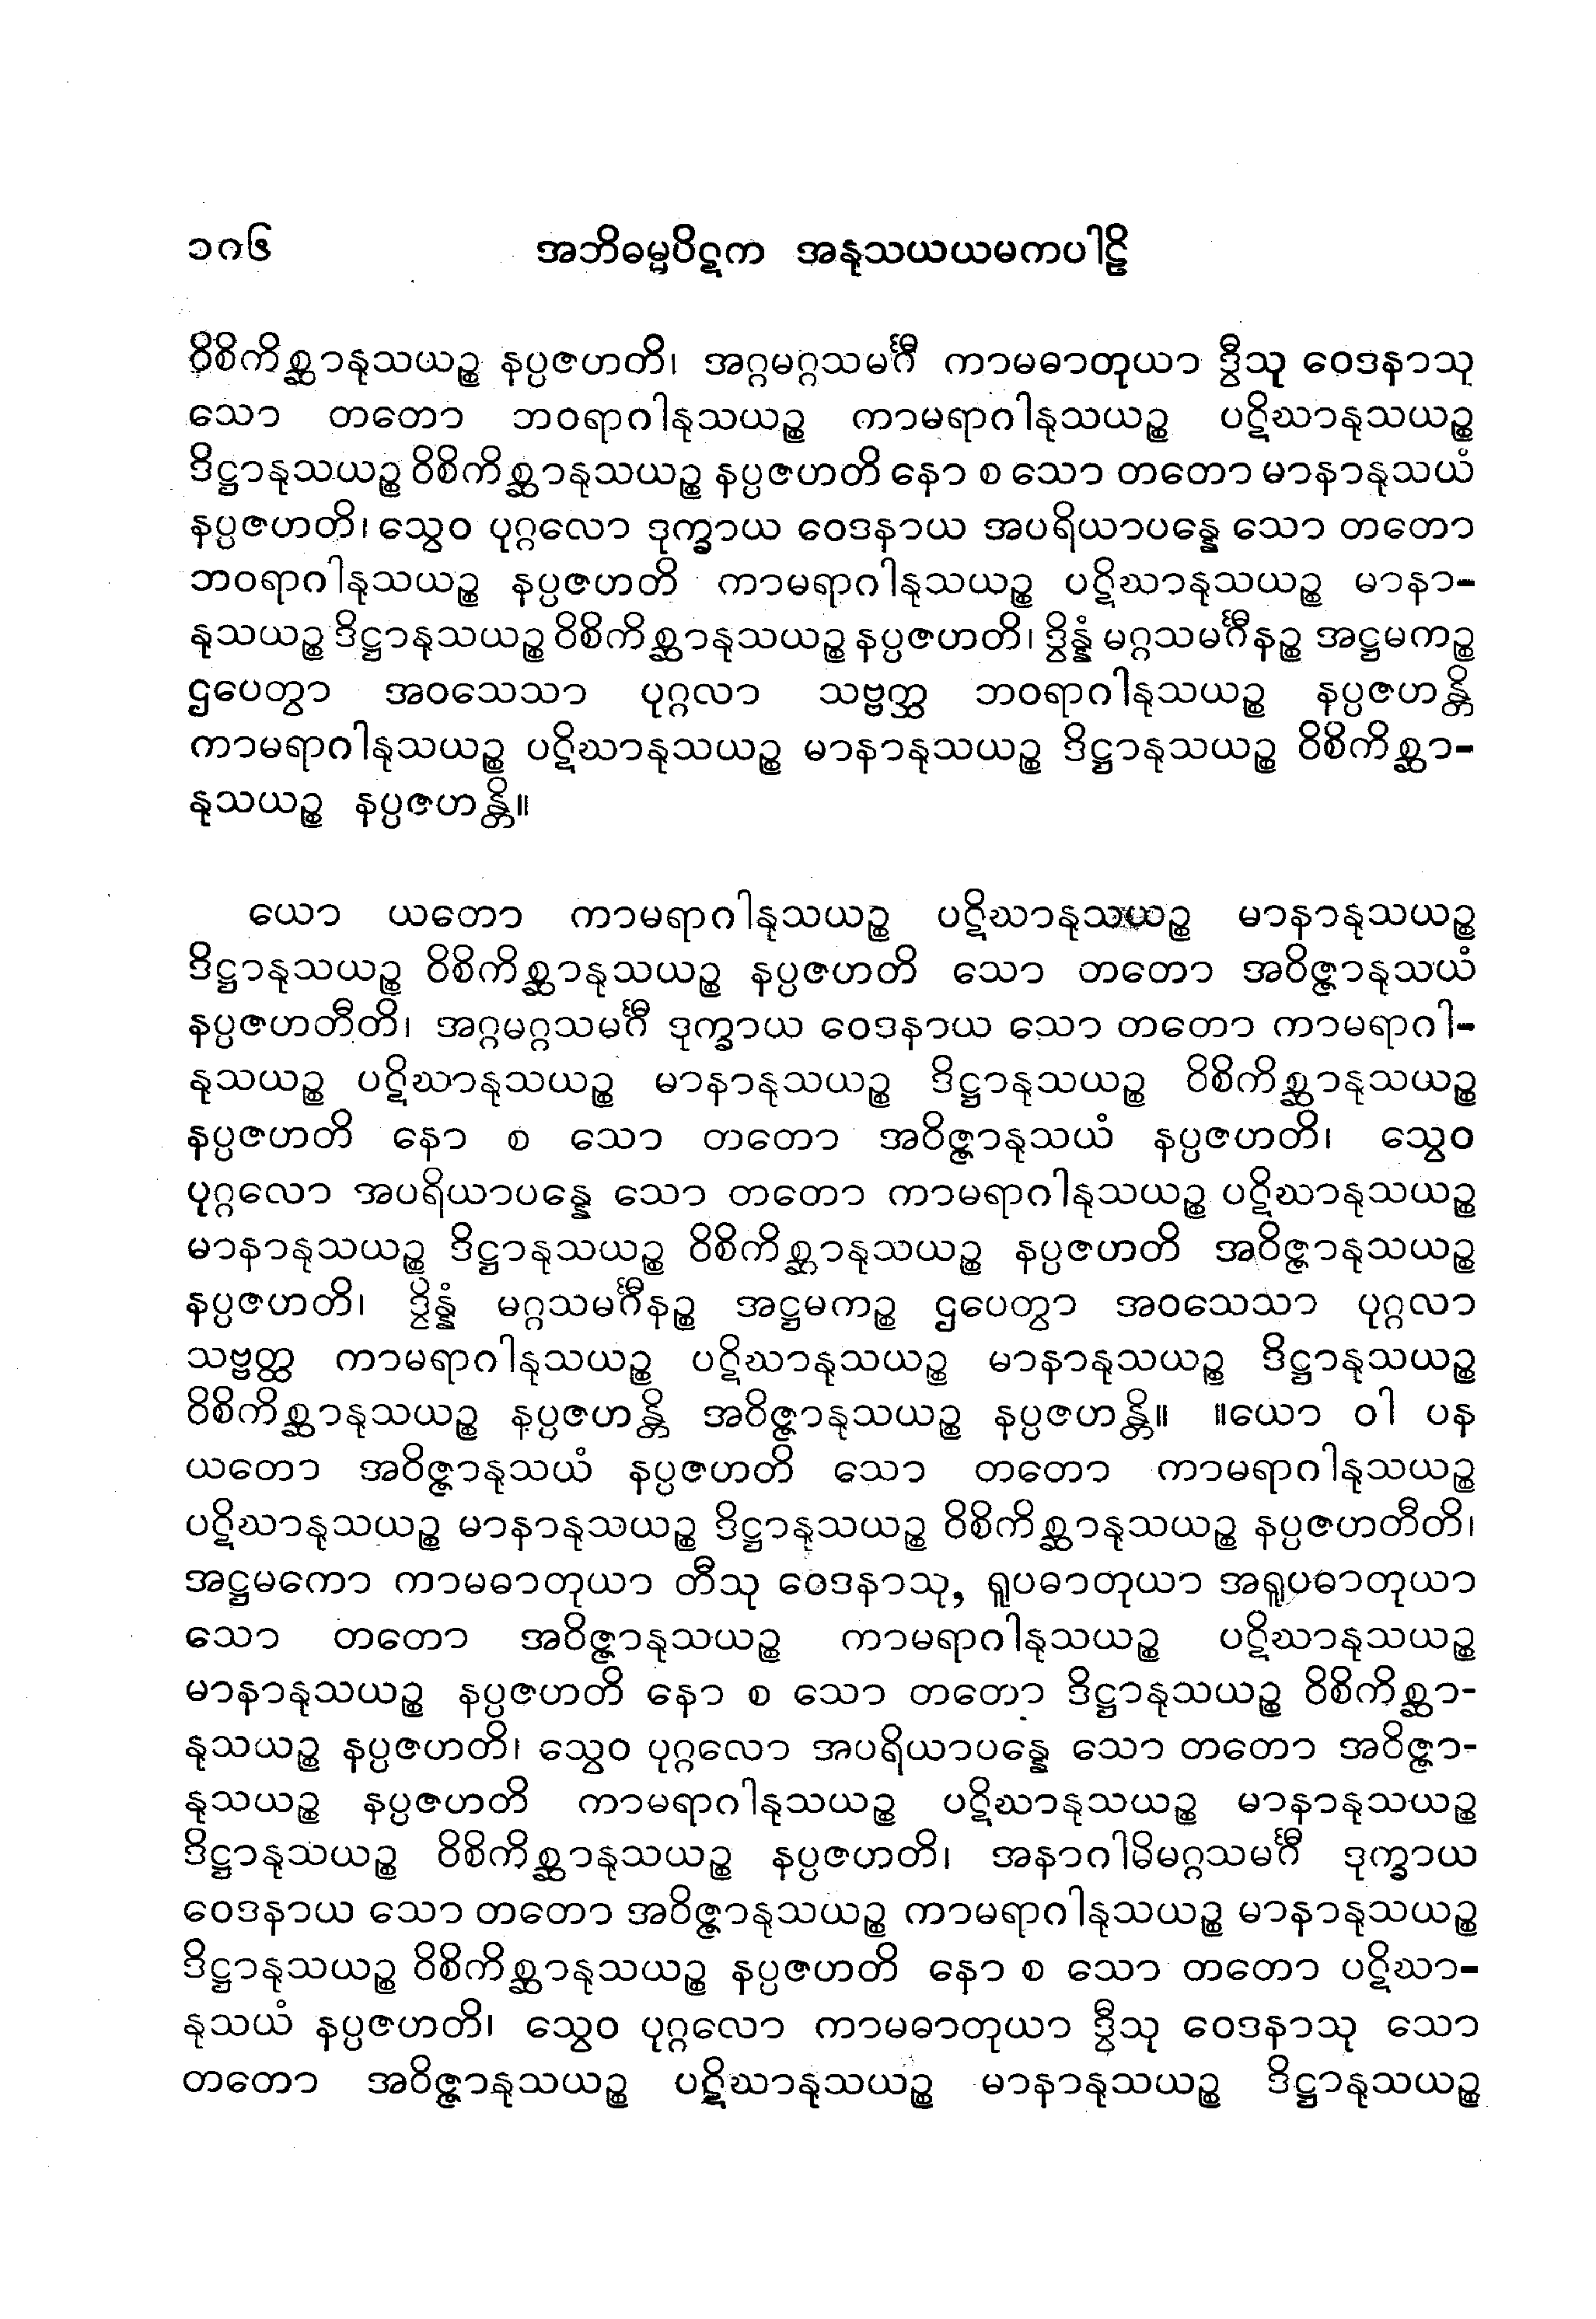 ၁၈၆ အဘိဓမ္မပိဋက အနုသယယမကပါဠိ
ဝိစိကိစ္ဆာနုသယဉ္စ နပ္ပဇဟတိ၊ အဂ္ဂမဂ္ဂသမင်္ဂီ ကာမဓာတုယာ ဒွီသု ဝေဒနာသု
သော တတော ဘဝရာဂါနုသယဉ္စ ကာမရာဂါနုသယဉ္စ ပဋိဃာနုသယဉ္စ
ဒိဋ္ဌာနုသယဉ္စ ဝိစိကိစ္ဆာနုသယဉ္စ နပ္ပဇဟတိ နော စ သော တတော မာနာနုသယံ
နပ္ပဇဟတိ၊ သွေဝ ပုဂ္ဂလော ဒုက္ခာယ ဝေဒနာယ အပရိယာပန္နေ သော တတော
ဘဝရာဂါနုသယဉ္စ နပ္ပဇဟတိ ကာမရာဂါနုသယဉ္စ ပဋိဃာနုသယဉ္စ မာနာ-
နုသယဉ္စ ဒိဋ္ဌာနုသယဉ္စ ဝိစိကိစ္ဆာနုသယဉ္စ နပ္ပဇဟတိ၊ ဒွိန္နံ မဂ္ဂသမင်္ဂီနဉ္စ အဋ္ဌမကဉ္စ
ဌပေတွာ အဝသေသာ ပုဂ္ဂလာ သဗ္ဗတ္ထ ဘဝရာဂါနုသယဉ္စ နပ္ပဇဟန္တိ
ကာမရာဂါနုသယဉ္စ ပဋိဃာနုသယဉ္စ မာနာနုသယဉ္စ ဒိဋ္ဌာနုသယဉ္စ ဝိစိကိစ္ဆာ-
နုသယဉ္စ နပ္ပဇဟန္တိ။
ယော ယတော ကာမရာဂါနုသယဉ္စ ပဋိဃာနုသယဉ္စ မာနာနုသယဉ္စ
ဒိဋ္ဌာနုသယဉ္စ ဝိစိကိစ္ဆာနုသယဉ္စ နပ္ပဇဟတိ သော တတော အဝိဇ္ဇာနုသယံ
နပ္ပဇဟတီတိ၊ အဂ္ဂမဂ္ဂသမင်္ဂီ ဒုက္ခာယ ဝေဒနာယ သော တတော ကာမရာဂါ-
နုသယဉ္စ ပဋိဃာနုသယဉ္စ မာနာနုသယဉ္စ ဒိဋ္ဌာနုသယဉ္စ ဝိစိကိစ္ဆာနုသယဉ္စ
နပ္ပဇဟတိ နော စ သော တတော အဝိဇ္ဇာနုသယံ နပ္ပဇဟတိ၊ သွေဝ
ပုဂ္ဂလော အပရိယာပန္နေ သော တတော ကာမရာဂါနုသယဉ္စ ပဋိဃာနုသယဉ္စ
မာနာနုသယဉ္စ ဒိဋ္ဌာနုသယဉ္စ ဝိစိကိစ္ဆာနုသယဉ္စ နပ္ပဇဟတိ အဝိဇ္ဇာနုသယဉ္စ
နပ္ပဇဟတိ၊ ဒွိန္နံ မဂ္ဂသမင်္ဂီနဉ္စ အဋ္ဌမကဉ္စ ဌပေတွာ အဝသေသာ ပုဂ္ဂလာ
သဗ္ဗတ္ထ ကာမရာဂါနုသယဉ္စ ပဋိဃာနုသယဉ္စ မာနာနုသယဉ္စ ဒိဋ္ဌာနုသယဉ္စ
ဝိစိကိစ္ဆာနုသယဉ္စ နပ္ပဇဟန္တိ အဝိဇ္ဇာနုသယဉ္စ နပ္ပဇဟန္တိ။ ။ယော ဝါ ပန
ယတော အဝိဇ္ဇာနုသယံ နပ္ပဇဟတိ သော တတော ကာမရာဂါနုသယဉ္စ
ပဋိဃာနုသယဉ္စ မာနာနုသယဉ္စ ဒိဋ္ဌာနုသယဉ္စ ဝိစိကိစ္ဆာနုသယဉ္စ နပ္ပဇဟတီတိ၊
အဋ္ဌမကော ကာမဓာတုယာ တီသု ဝေဒနာသု, ရူပဓာတုယာ အရူပဓာတုယာ
သော တတော အဝိဇ္ဇာနုသယဉ္စ ကာမရာဂါနုသယဉ္စ ပဋိဃာနုသယဉ္စ
မာနာနုသယဉ္စ နပ္ပဇဟတိ နော စ သော တတော ဒိဋ္ဌာနုသယဉ္စ ဝိစိကိစ္ဆာ-
နုသယဉ္စ နပ္ပဇဟတိ၊ သွေဝ ပုဂ္ဂလော အပရိယာပန္နေ သော တတော အဝိဇ္ဇာ-
နုသယဉ္စ နပ္ပဇဟတိ ကာမရာဂါနုသယဉ္စ ပဋိဃာနုသယဉ္စ မာနာနုသယဉ္စ
ဒိဋ္ဌာနုသယဉ္စ ဝိစိကိစ္ဆာနုသယဉ္စ နပ္ပဇဟတိ၊ အနာဂါမိမဂ္ဂသမင်္ဂီ ဒုက္ခာယ
ဝေဒနာယ သော တတော အဝိဇ္ဇာနုသယဉ္စ ကာမရာဂါနုသယဉ္စ မာနာနုသယဉ္စ
ဒိဋ္ဌာနုသယဉ္စ ဝိစိကိစ္ဆာနုသယဉ္စ နပ္ပဇဟတိ နော စ သော တတော ပဋိဃာ-
နုသယံ နပ္ပဇဟတိ၊ သွေဝ ပုဂ္ဂလော ကာမဓာတုယာ ဒွီသု ဝေဒနာသု သော
တတော အဝိဇ္ဇာနုသယဉ္စ ပဋိဃာနုသယဉ္စ မာနာနုသယဉ္စ ဒိဋ္ဌာနုသယဉ္စ